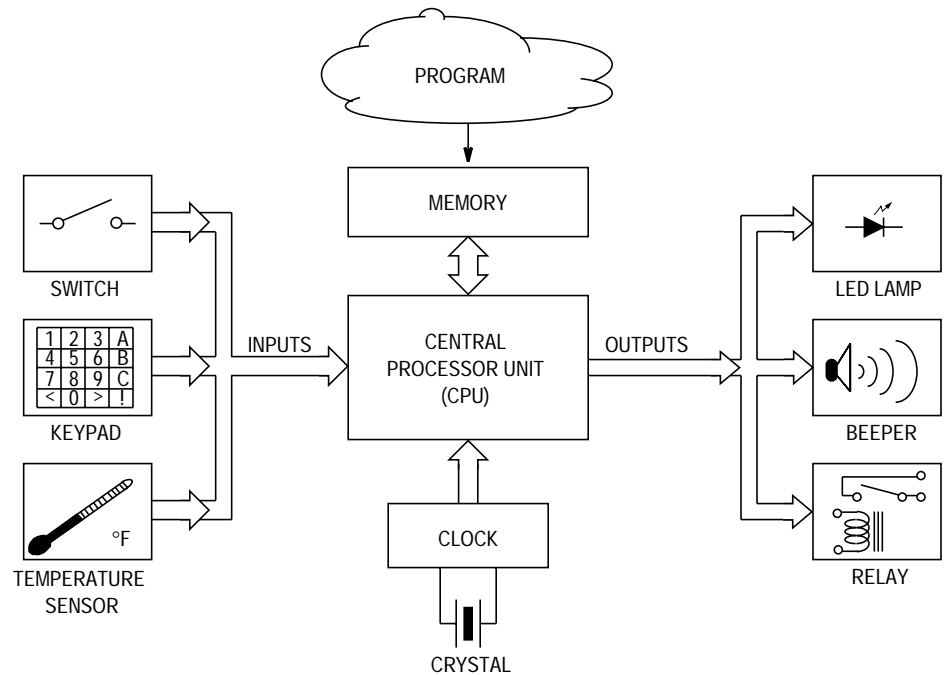 PROGRAM
MEMORY
SWITCH
LED LAMP
1 2 3 A
4 5 6 B
7 8 9 C
< 0 > !
KEYPAD
INPUTS
CENTRAL
PROCESSOR UNIT
(CPU)
OUTPUTS
BEEPER
°F
TEMPERATURE
SENSOR
CLOCK
RELAY
CRYSTAL